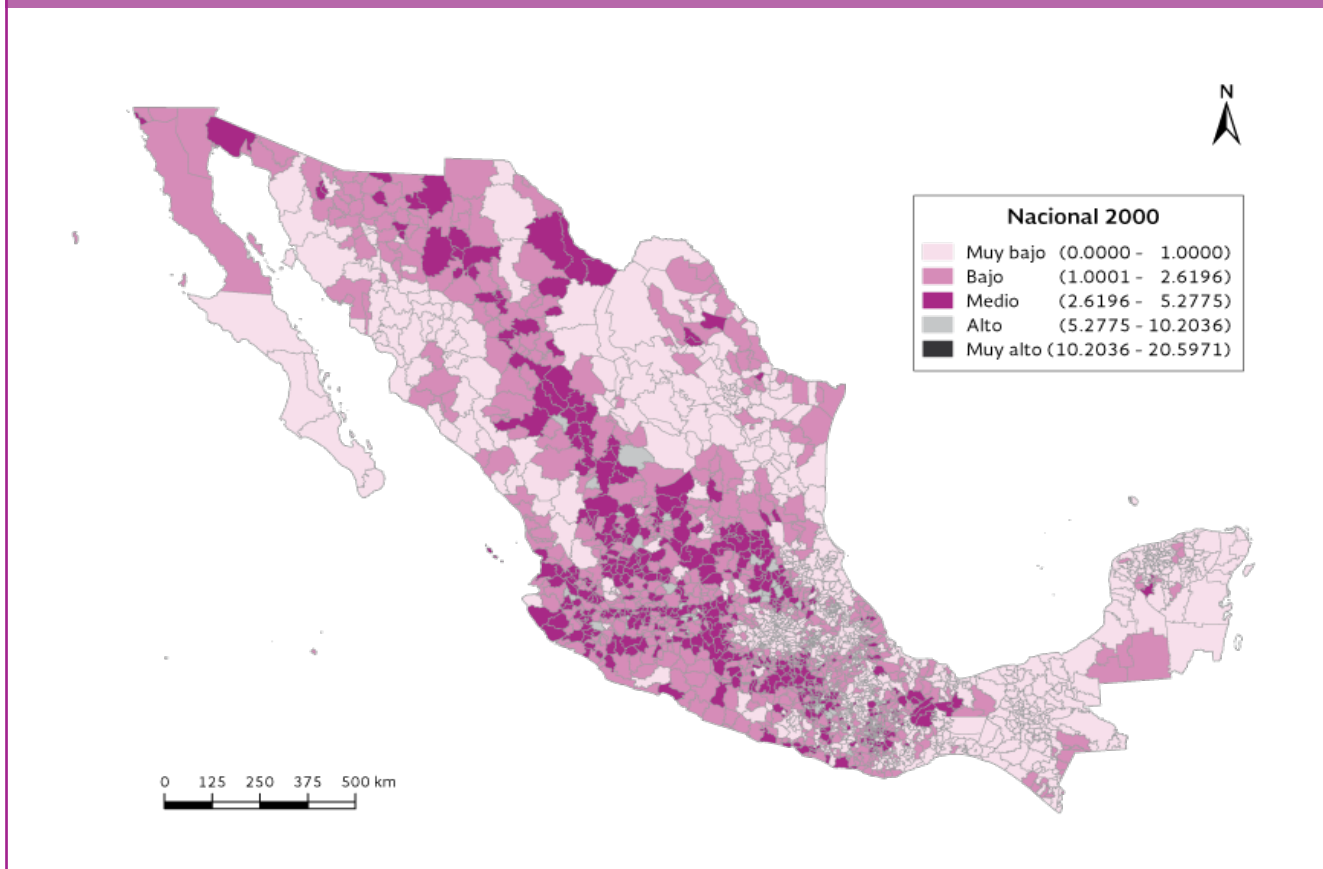 N
Nacional 2000
Muy bajo (0.0000 - 1.0000)
Bajo (1.0001 - 2.6196)
Medio (2.6196 - 5.2775)
Alto (5.2775 - 10.2036)
Muy alto (10.2036 - 20.5971)
0 125 250 375 500 km